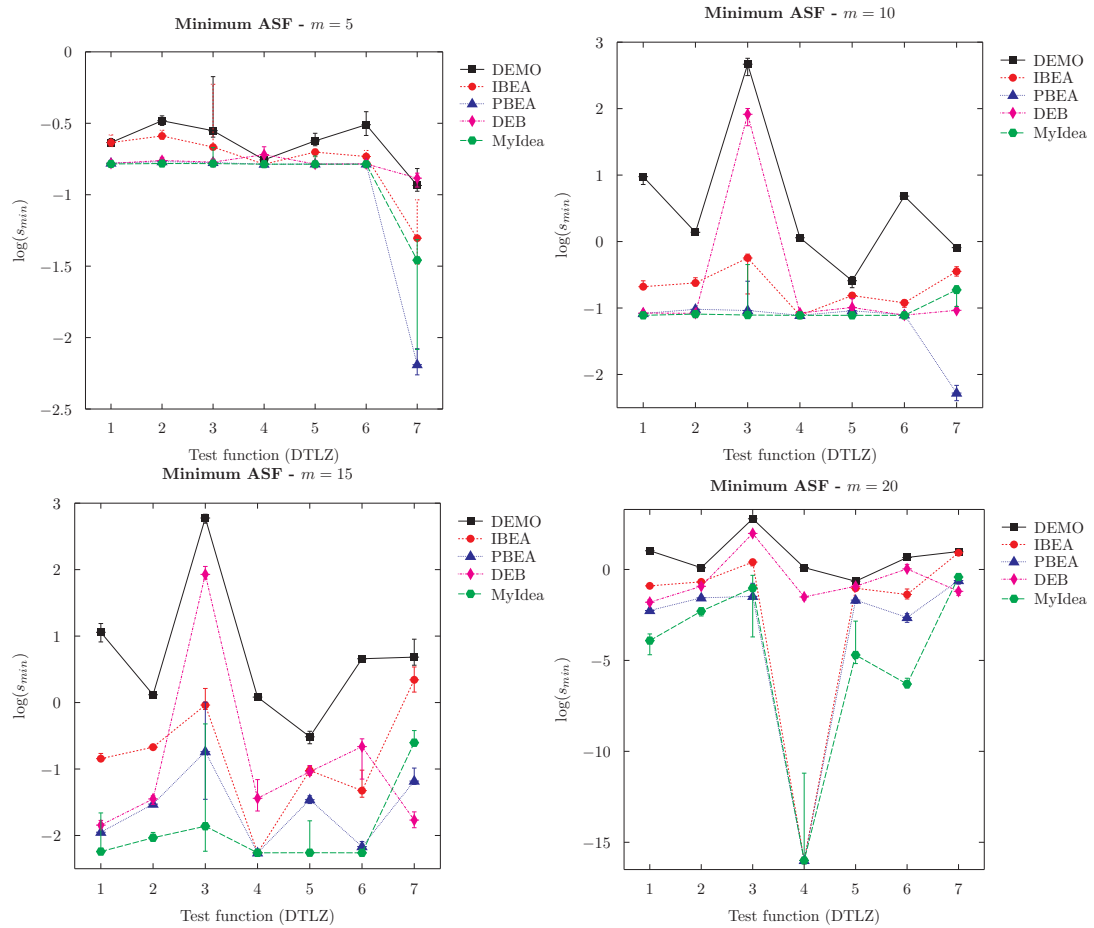 Minimum ASF - m = 5
0
−0.5
−1
−1.5
−2
−2.5
log(s_min)
1 2 3 4 5 6 7
Test function (DTLZ)
DEMO
IBEA
PBEA
DEB
MyIdea
Minimum ASF - m = 10
3
2
1
0
−1
−2
log(s_min)
1 2 3 4 5 6 7
Test function (DTLZ)
DEMO
IBEA
PBEA
DEB
MyIdea
Minimum ASF - m = 15
3
2
1
0
−1
−2
log(s_min)
1 2 3 4 5 6 7
Test function (DTLZ)
DEMO
IBEA
PBEA
DEB
MyIdea
Minimum ASF - m = 20
0
−5
−10
−15
log(s_min)
1 2 3 4 5 6 7
Test function (DTLZ)
DEMO
IBEA
PBEA
DEB
MyIdea